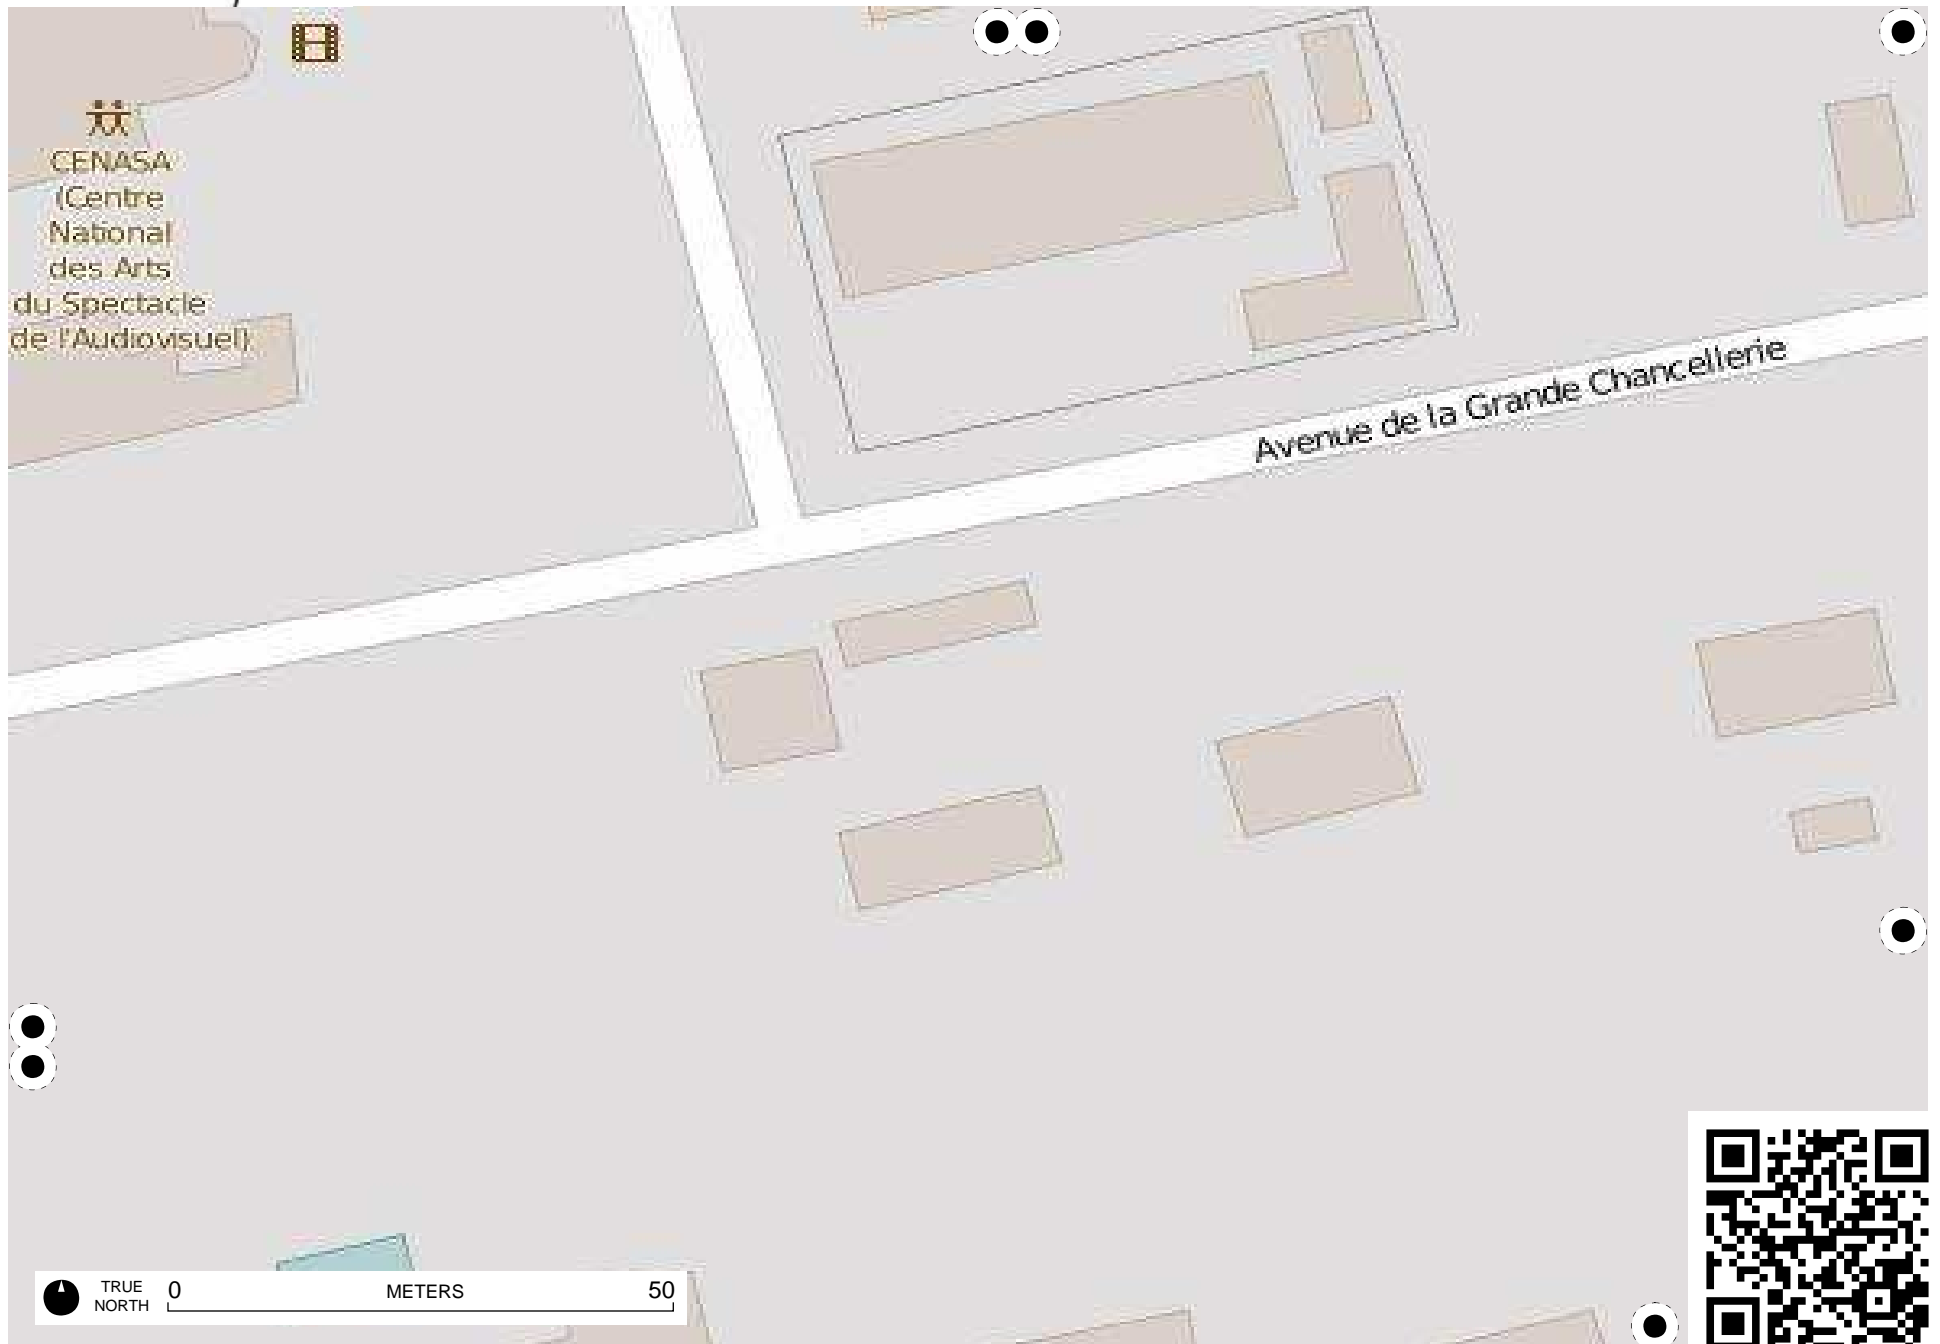 CENASA
(Centre
National
des Arts
du Spectacle
de l'Audiovisuel)
Avenue de la Grande Chancellerie
TRUE
NORTH
0 METERS 50